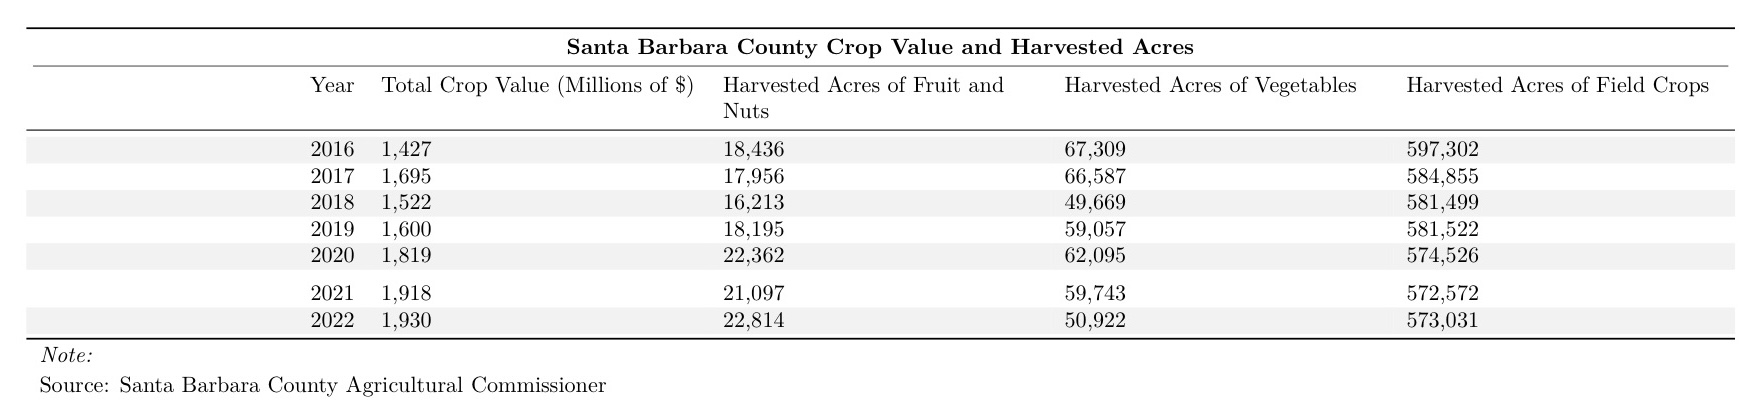 Santa Barbara County Crop Value and Harvested Acres
Year Total Crop Value (Millions of $) Harvested Acres of Fruit and Nuts Harvested Acres of Vegetables Harvested Acres of Field Crops
2016 1,427 18,436 67,309 597,302
2017 1,695 17,956 66,587 584,855
2018 1,522 16,213 49,669 581,499
2019 1,600 18,195 59,057 581,522
2020 1,819 22,362 62,095 574,526
2021 1,918 21,097 59,743 572,572
2022 1,930 22,814 50,922 573,031
Note:
Source: Santa Barbara County Agricultural Commissioner